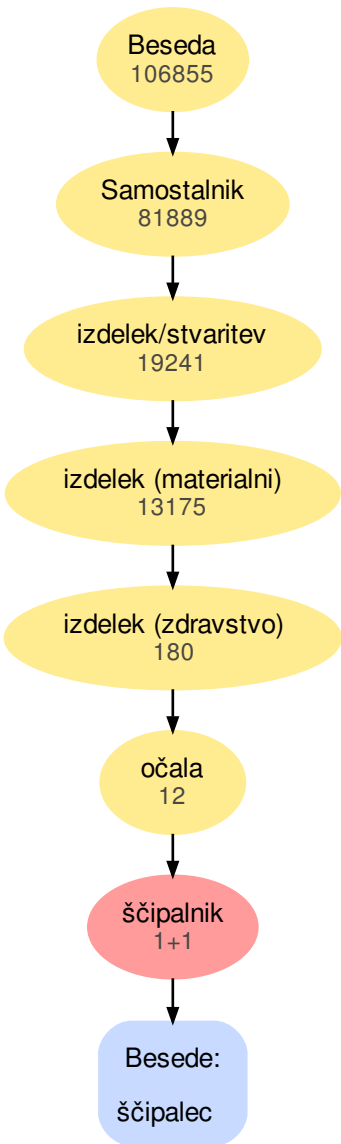 Beseda
106855
Samostalnik
81889
izdelek/stvaritev
19241
izdelek (materialni)
13175
izdelek (zdravstvo)
180
očala
12
ščipalnik
1+1
Besede:
ščipalec